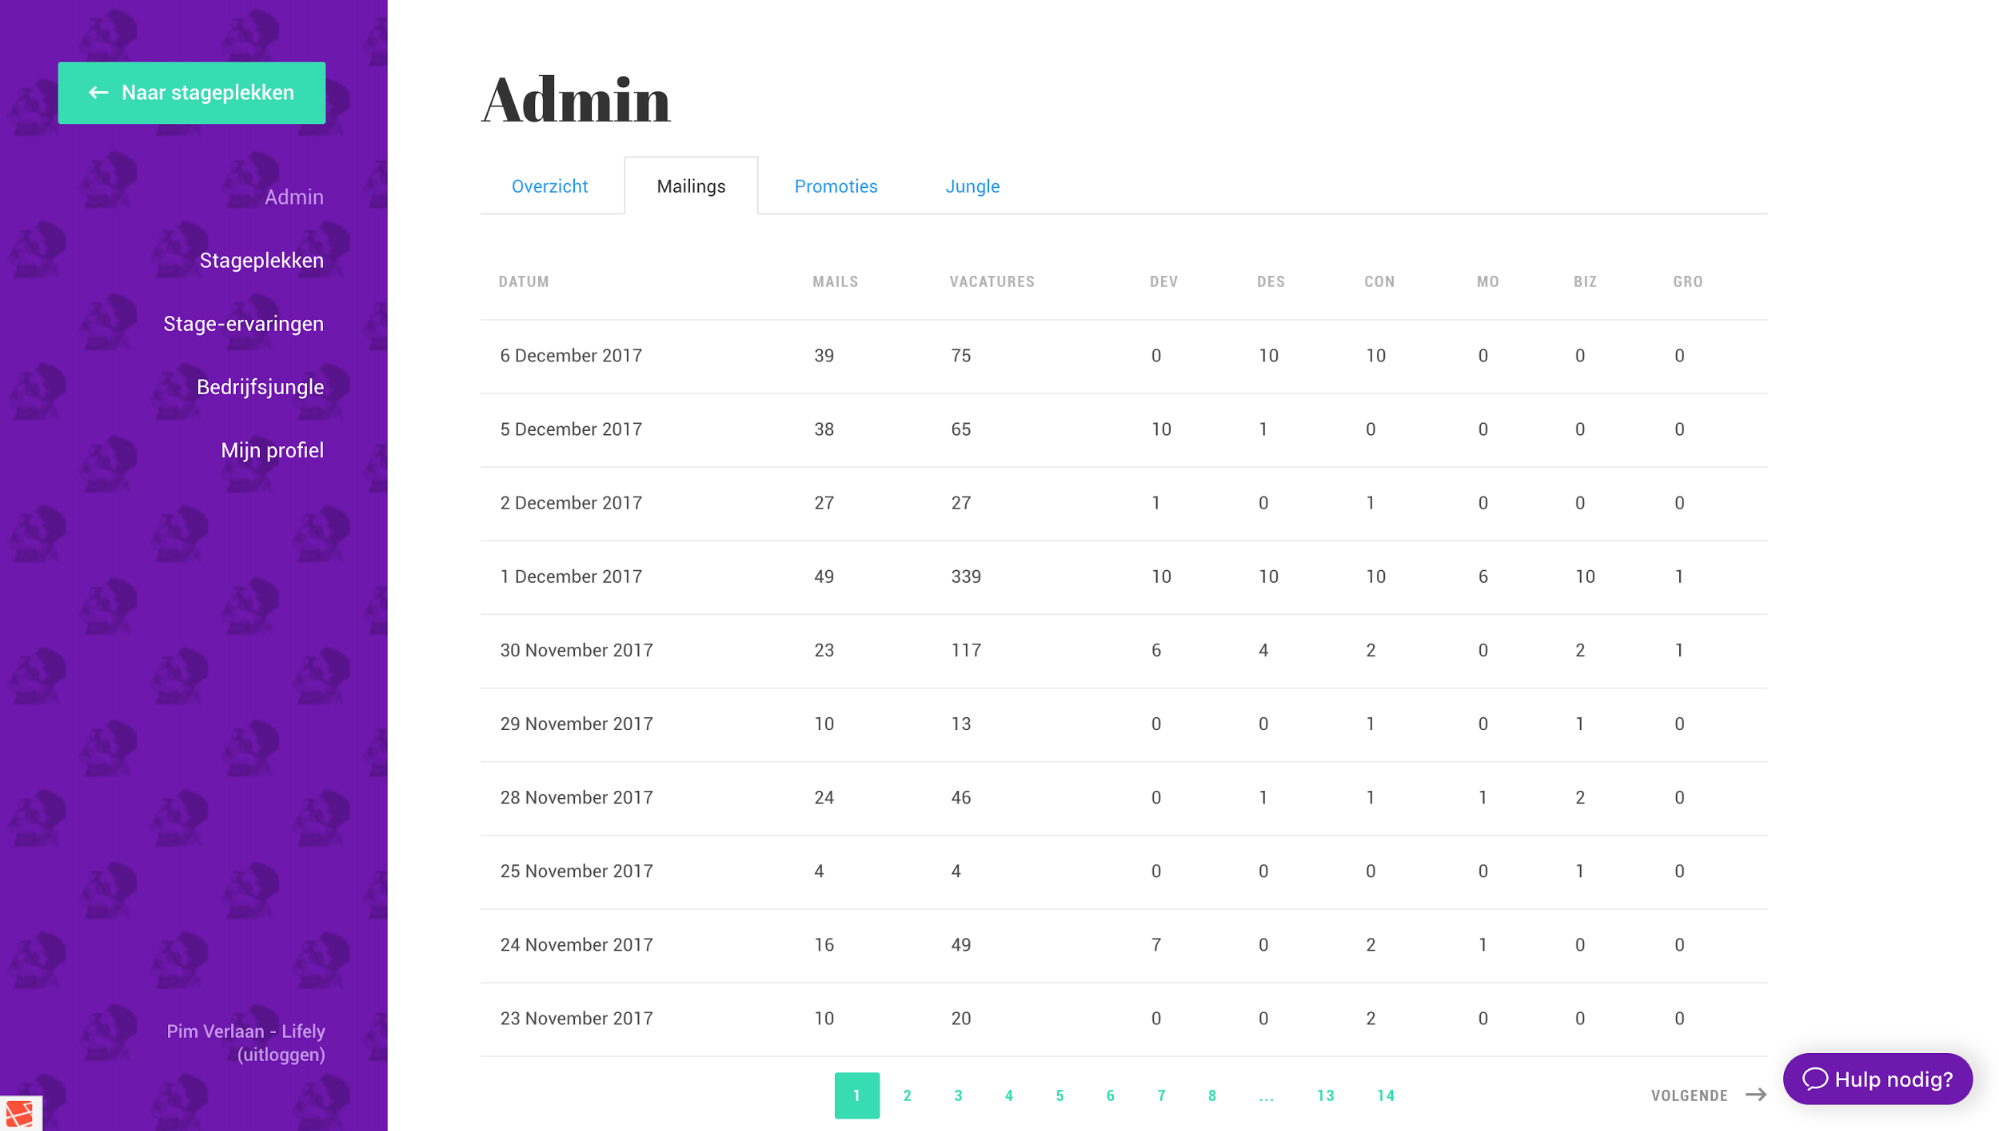 ← Naar stageplekken
Admin
Stageplekken
Stage-ervaringen
Bedrijfsjungle
Mijn profiel
Pim Verlaan - Lifely
(uitloggen)
Admin
Overzicht Mailings Promoties Jungle
DATUM MAILS VACATURES DEV DES CON MO BIZ GRO
6 December 2017 39 75 0 10 10 0 0 0
5 December 2017 38 65 10 1 0 0 0 0
2 December 2017 27 27 1 0 1 0 0 0
1 December 2017 49 339 10 10 10 6 10 1
30 November 2017 23 117 6 4 2 0 2 1
29 November 2017 10 13 0 0 1 0 1 0
28 November 2017 24 46 0 1 1 1 2 0
25 November 2017 4 4 0 0 0 0 1 0
24 November 2017 16 49 7 0 2 1 0 0
23 November 2017 10 20 0 0 2 0 0 0
1 2 3 4 5 6 7 8 ... 13 14 VOLGENDE →
Hulp nodig?